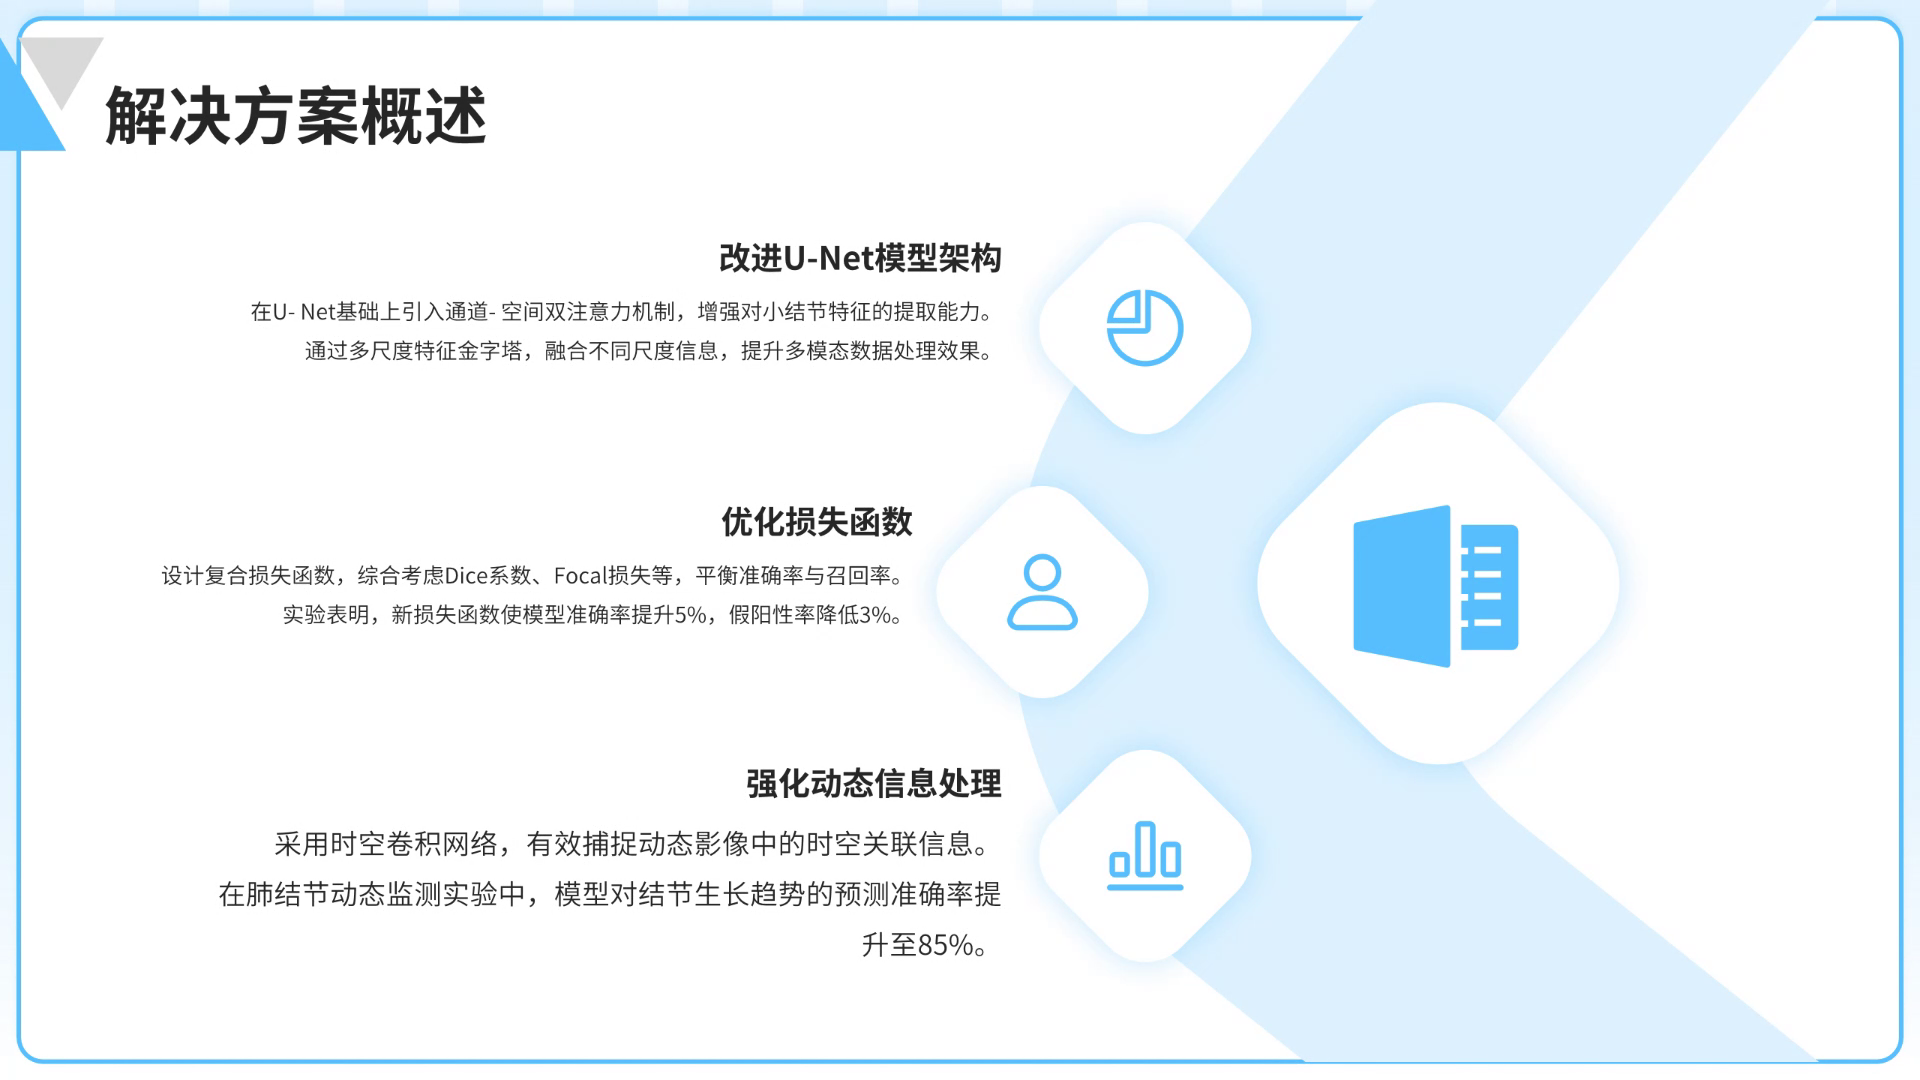 解决方案概述
改进U-Net模型架构
在U- Net基础上引入通道- 空间双注意力机制，增强对小结节特征的提取能力。
通过多尺度特征金字塔，融合不同尺度信息，提升多模态数据处理效果。
优化损失函数
设计复合损失函数，综合考虑Dice系数、Focal损失等，平衡准确率与召回率。
实验表明，新损失函数使模型准确率提升5%，假阳性率降低3%。
强化动态信息处理
采用时空卷积网络，有效捕捉动态影像中的时空关联信息。
在肺结节动态监测实验中，模型对结节生长趋势的预测准确率提
升至85%。